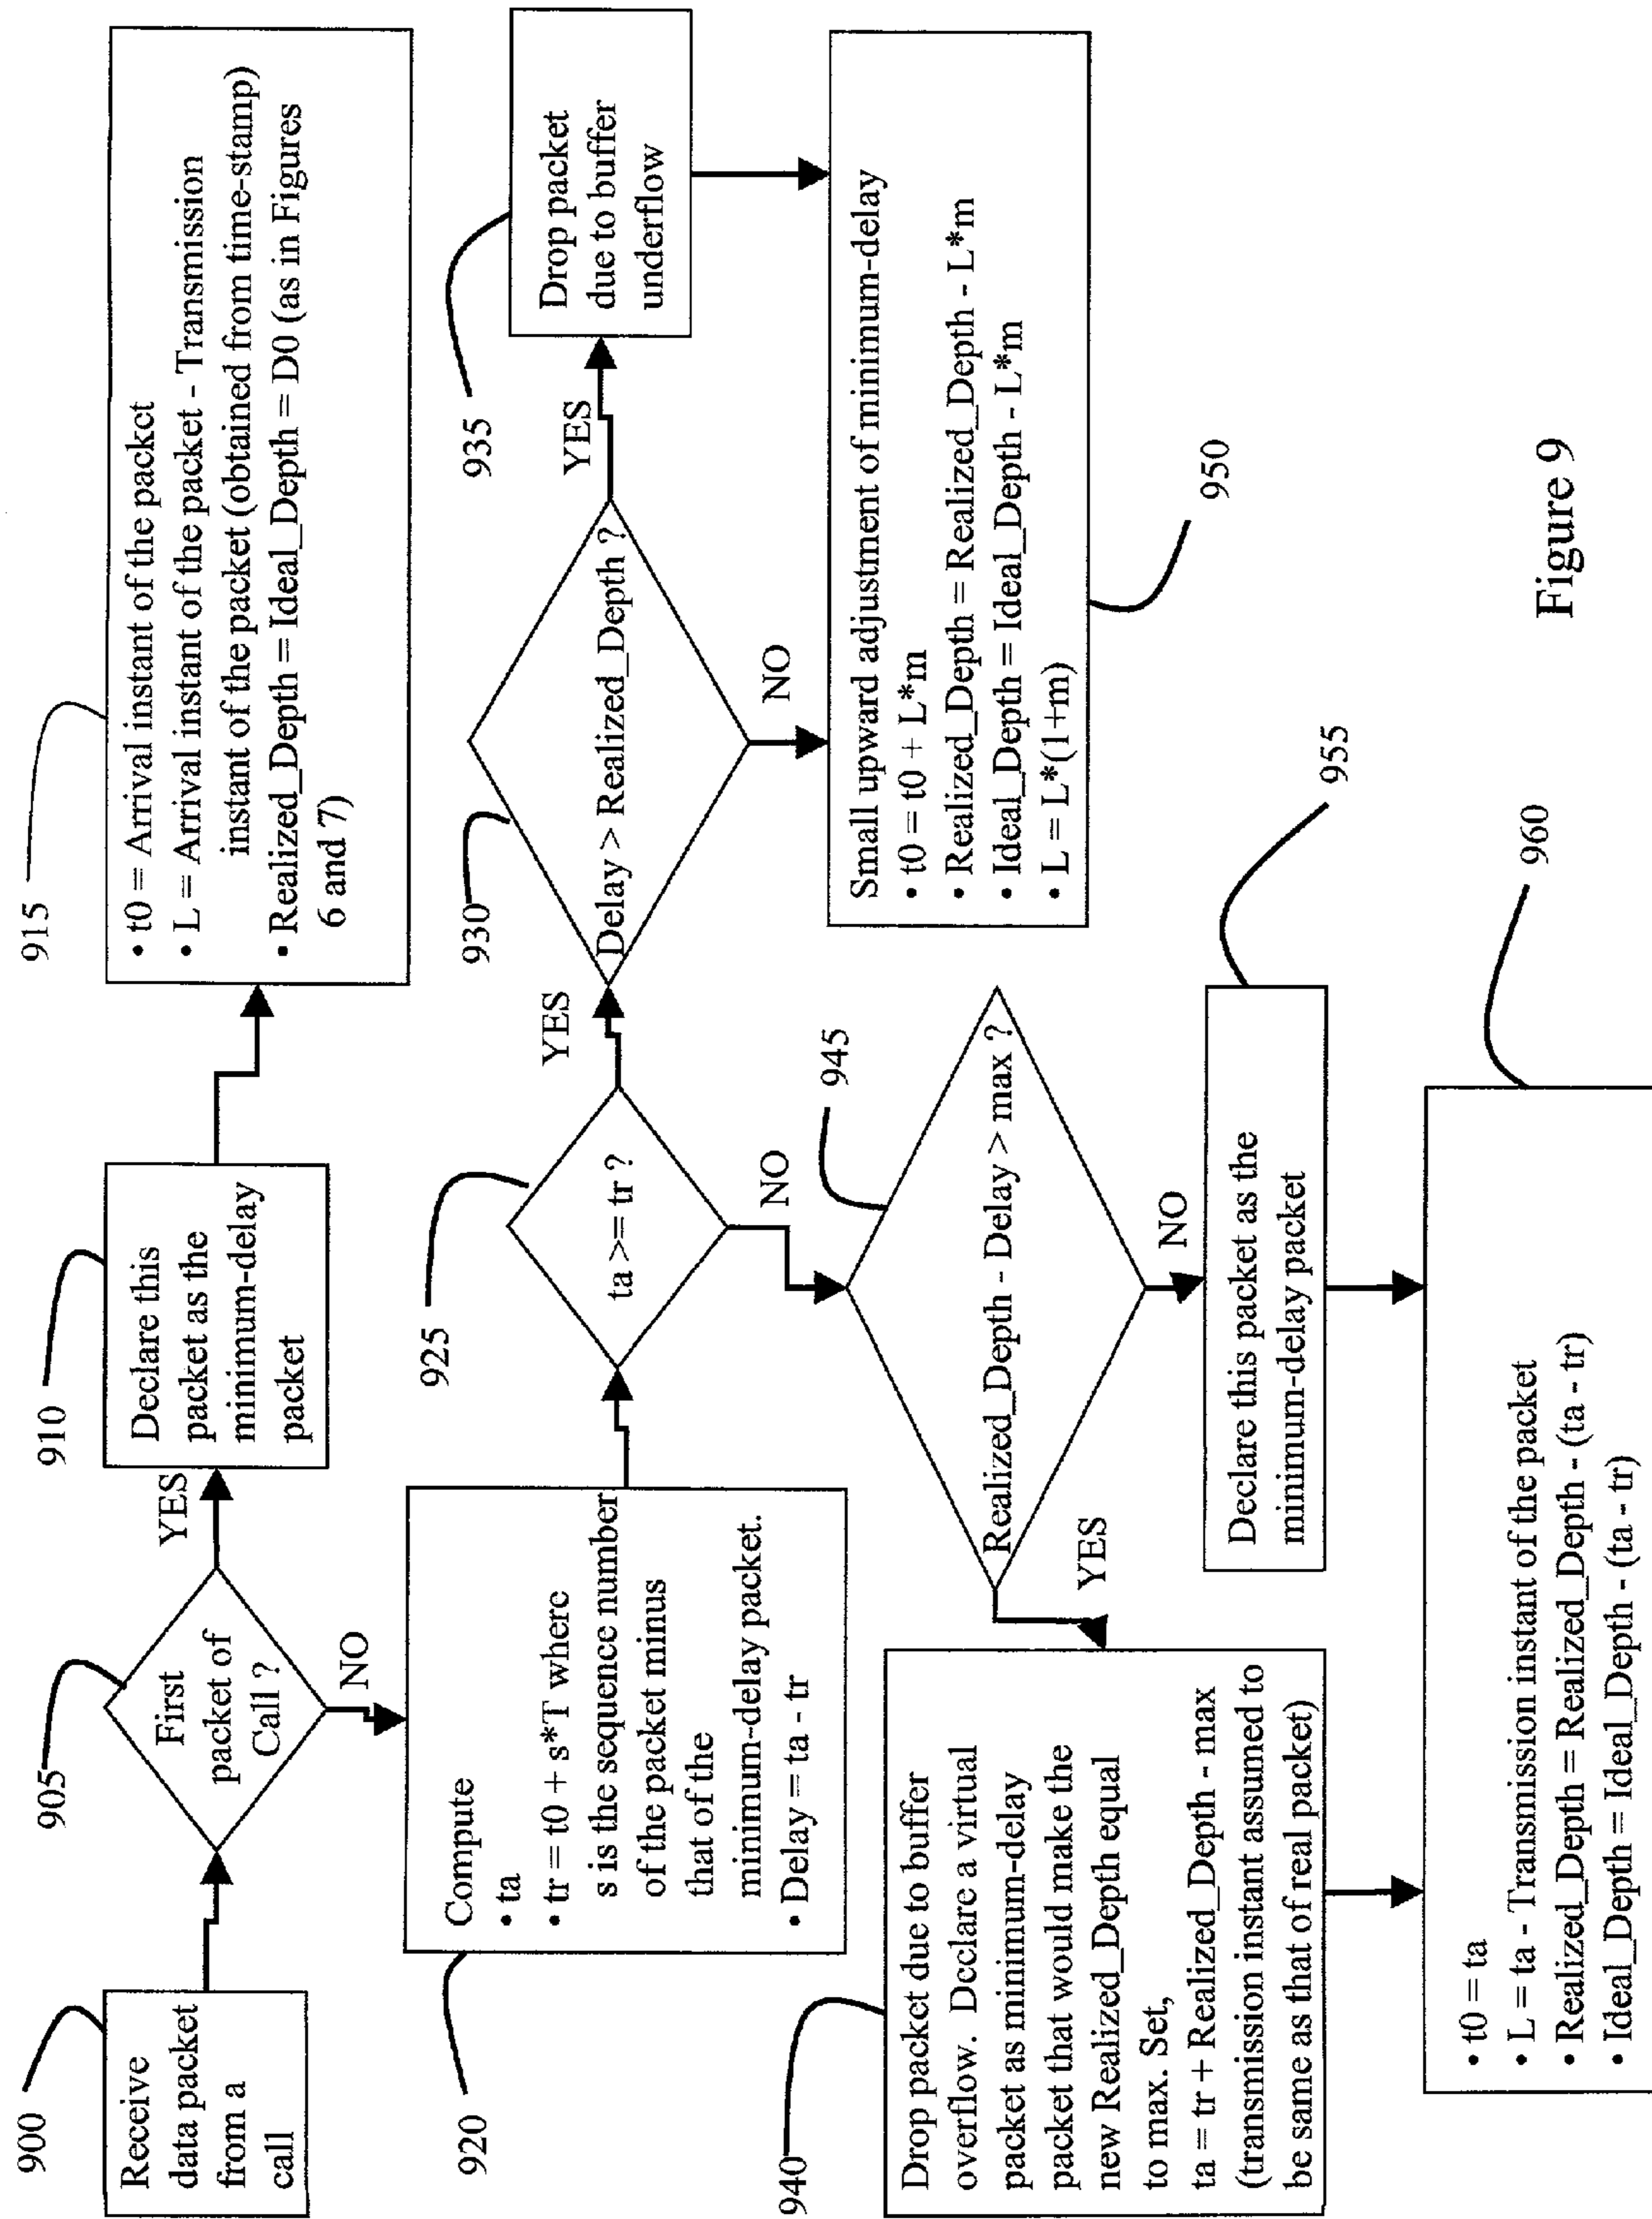 900
Receive
data packet
from a
call
905
First
packet of
Call ?
YES
NO
910
Declare this
packet as the
minimum-delay
packet
915
• t0 = Arrival instant of the packct
• L = Arrival instant of the packet - Transmission
instant of the packet (obtained from time-stamp)
• Realized_Depth = Ideal_Depth = D0 (as in Figures
6 and 7)
920
Compute
• ta
• tr = t0 + s*T where
s is the sequence number
of the packet minus
that of the
minimum-delay packet.
• Delay = ta - tr
925
ta >= tr ?
YES
NO
930
Delay > Realized_Depth ?
YES
NO
935
Drop packet
due to buffer
underflow
950
Small upward adjustment of minimum-delay
• t0 = t0 + L*m
• Realized_Depth = Realized_Depth - L*m
• Ideal_Depth = Ideal_Depth - L*m
• L = L*(1+m)
945
Realized_Depth - Delay > max ?
YES
NO
940
Drop packet due to buffer
overflow. Dcclare a virtual
packet as minimum-delay
packet that would make the
new Realized_Depth equal
to max. Set,
ta = tr + Realized_Depth - max
(transmission instant assumed to
be same as that of real packet)
955
Declare this packet as the
minimum-delay packet
960
• t0 = ta
• L = ta - Transmission instant of the packet
• Realized_Depth = Realized_Depth - (ta - tr)
• Ideal_Depth = Ideal_Depth - (ta - tr)
Figure 9